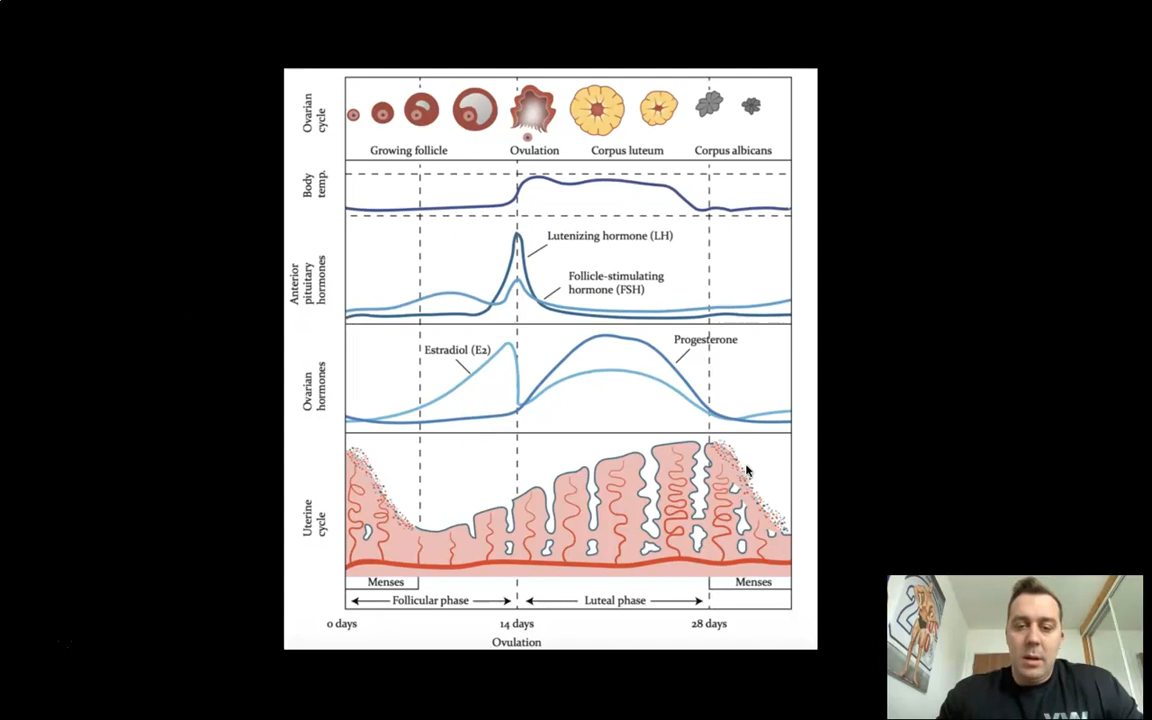 Ovarian
cycle
Growing follicle
Ovulation
Corpus luteum
Corpus albicans
Body
temp.
Anterior
pituitary
hormones
Lutenizing hormone (LH)
Follicle-stimulating
hormone (FSH)
Ovarian
hormones
Estradiol (E2)
Progesterone
Uterine
cycle
Menses
Menses
Follicular phase
Luteal phase
0 days
14 days
28 days
Ovulation